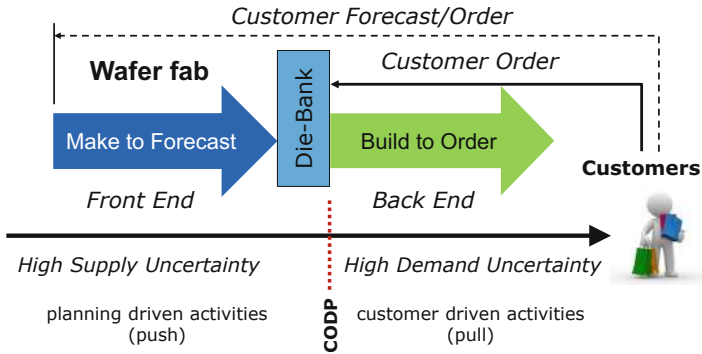 Customer Forecast/Order
Wafer fab
Customer Order
Die-Bank
Make to Forecast
Build to Order
Customers
Front End
Back End
High Supply Uncertainty
High Demand Uncertainty
CODP
planning driven activities
(push)
customer driven activities
(pull)